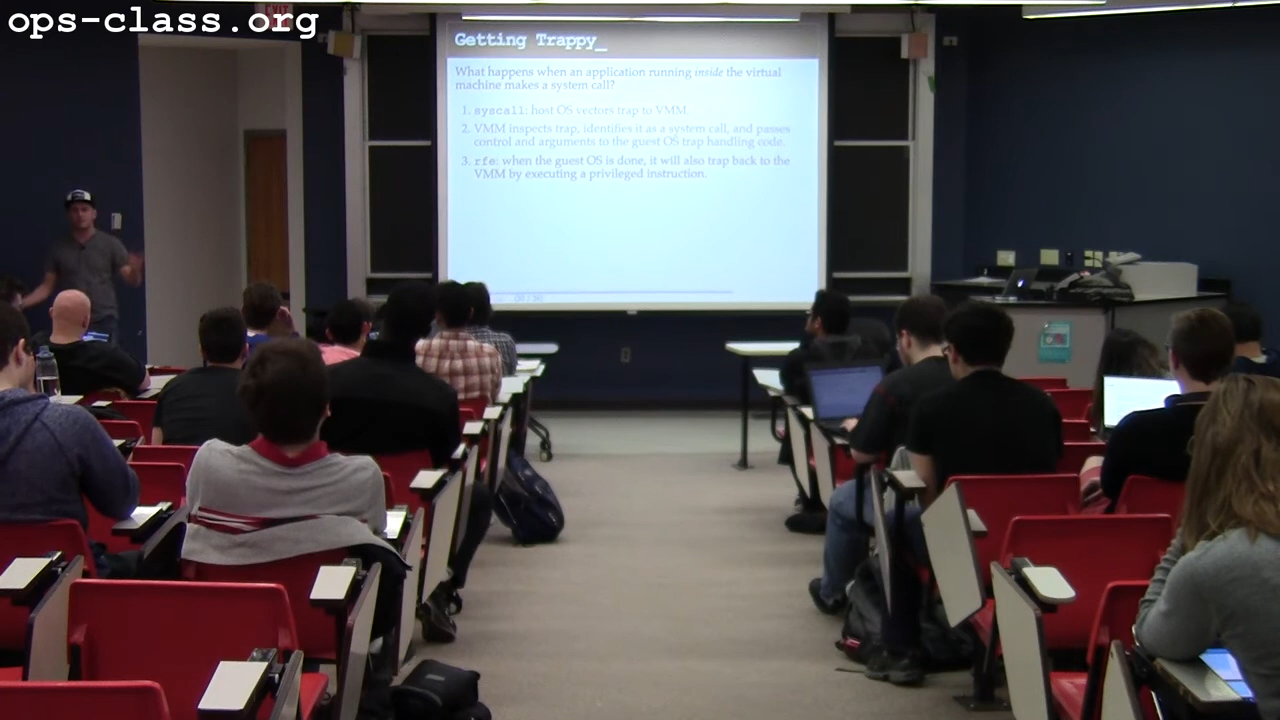 ops-class.org
EXIT
Getting Trappy_
What happens when an application running inside the virtual
machine makes a system call?
1. syscall: host OS vectors trap to VMM.
2. VMM inspects trap, identifies it as a system call, and passes
control and arguments to the guest OS trap handling code.
3. rfe: when the guest OS is done, it will also trap back to the
VMM by executing a privileged instruction.